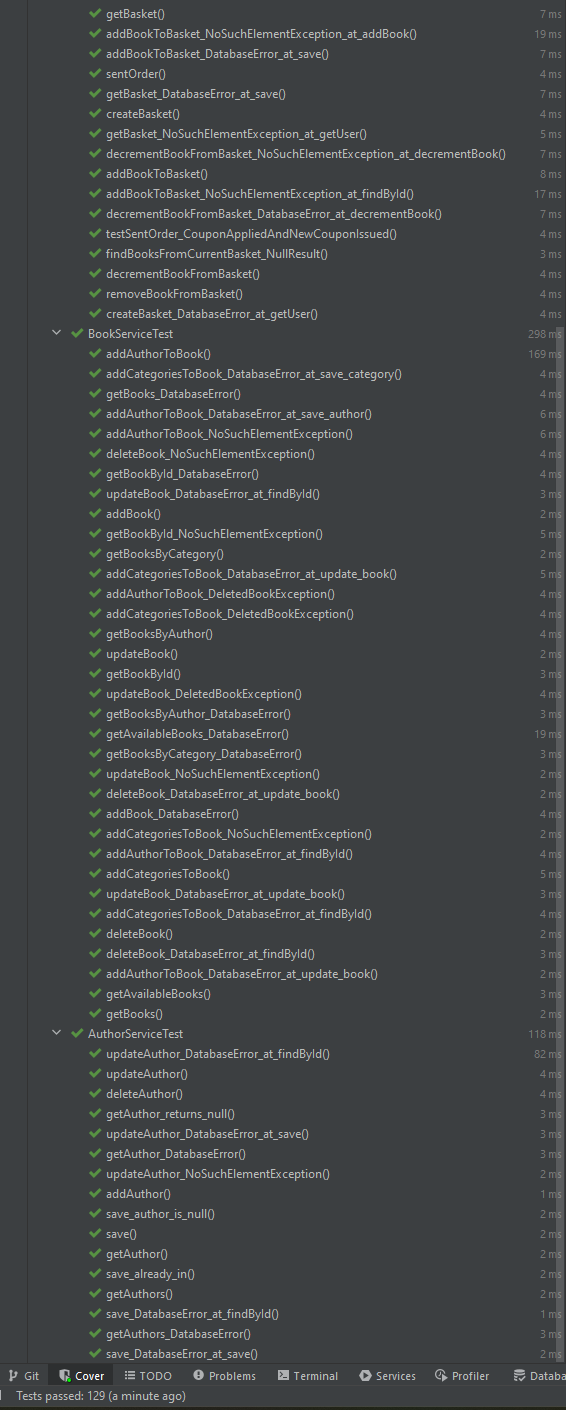 getBasket() 7 ms
addBookToBasket_NoSuchElementException_at_addBook() 19 ms
addBookToBasket_DatabaseError_at_save() 7 ms
sentOrder() 4 ms
getBasket_DatabaseError_at_save() 7 ms
createBasket() 4 ms
getBasket_NoSuchElementException_at_getUser() 5 ms
decrementBookFromBasket_NoSuchElementException_at_decrementBook() 7 ms
addBookToBasket() 8 ms
addBookToBasket_NoSuchElementException_at_findById() 17 ms
decrementBookFromBasket_DatabaseError_at_decrementBook() 7 ms
testSentOrder_CouponAppliedAndNewCouponIssued() 4 ms
findBooksFromCurrentBasket_NullResult() 3 ms
decrementBookFromBasket() 4 ms
removeBookFromBasket() 4 ms
createBasket_DatabaseError_at_getUser() 4 ms
BookServiceTest 298 ms
addAuthorToBook() 169 ms
addCategoriesToBook_DatabaseError_at_save_category() 4 ms
getBooks_DatabaseError() 4 ms
addAuthorToBook_DatabaseError_at_save_author() 6 ms
addAuthorToBook_NoSuchElementException() 6 ms
deleteBook_NoSuchElementException() 4 ms
getBookById_DatabaseError() 4 ms
updateBook_DatabaseError_at_findById() 3 ms
addBook() 2 ms
getBookById_NoSuchElementException() 5 ms
getBooksByCategory() 2 ms
addCategoriesToBook_DatabaseError_at_update_book() 5 ms
addAuthorToBook_DeletedBookException() 4 ms
addCategoriesToBook_DeletedBookException() 4 ms
getBooksByAuthor() 4 ms
updateBook() 2 ms
getBookById() 3 ms
updateBook_DeletedBookException() 4 ms
getBooksByAuthor_DatabaseError() 3 ms
getAvailableBooks_DatabaseError() 19 ms
getBooksByCategory_DatabaseError() 3 ms
updateBook_NoSuchElementException() 2 ms
deleteBook_DatabaseError_at_update_book() 2 ms
addBook_DatabaseError() 4 ms
addCategoriesToBook_NoSuchElementException() 2 ms
addAuthorToBook_DatabaseError_at_findById() 4 ms
addCategoriesToBook() 5 ms
updateBook_DatabaseError_at_update_book() 3 ms
addCategoriesToBook_DatabaseError_at_findById() 4 ms
deleteBook() 2 ms
deleteBook_DatabaseError_at_findById() 3 ms
addAuthorToBook_DatabaseError_at_update_book() 2 ms
getAvailableBooks() 3 ms
getBooks() 2 ms
AuthorServiceTest 118 ms
updateAuthor_DatabaseError_at_findById() 82 ms
updateAuthor() 4 ms
deleteAuthor() 4 ms
getAuthor_returns_null() 3 ms
updateAuthor_DatabaseError_at_save() 3 ms
getAuthor_DatabaseError() 3 ms
updateAuthor_NoSuchElementException() 2 ms
addAuthor() 1 ms
save_author_is_null() 2 ms
save() 2 ms
getAuthor() 2 ms
save_already_in() 2 ms
getAuthors() 2 ms
save_DatabaseError_at_findById() 1 ms
getAuthors_DatabaseError() 3 ms
save_DatabaseError_at_save() 2 ms
Git Cover TODO Problems Terminal Services Profiler Databa
Tests passed: 129 (a minute ago)